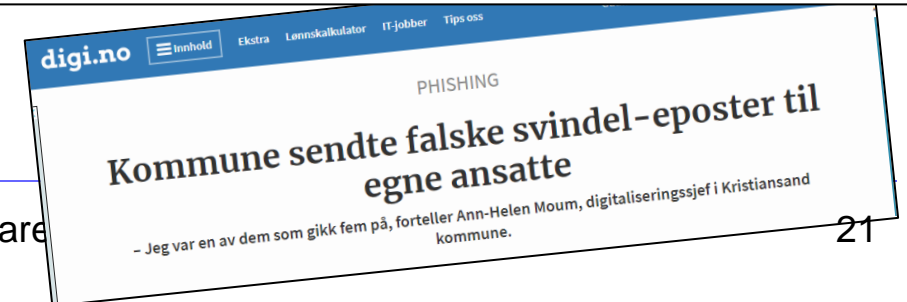 digi.no Innhold Ekstra Lønnskalkulator IT-jobber Tips oss
PHISHING
Kommune sendte falske svindel-eposter til
egne ansatte
– Jeg var en av dem som gikk fem på, forteller Ann-Helen Moum, digitaliseringssjef i Kristiansand
kommune.
are
21